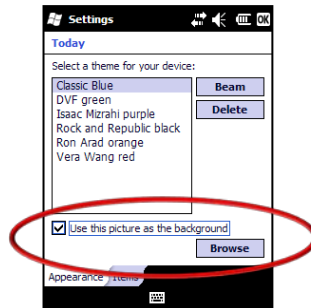 Settings
OK
Today
Select a theme for your device:
Classic Blue
Beam
DVF green
Delete
Isaac Mizrahi purple
Rock and Republic black
Ron Arad orange
Vera Wang red
Use this picture as the background
Browse
Appearance Items